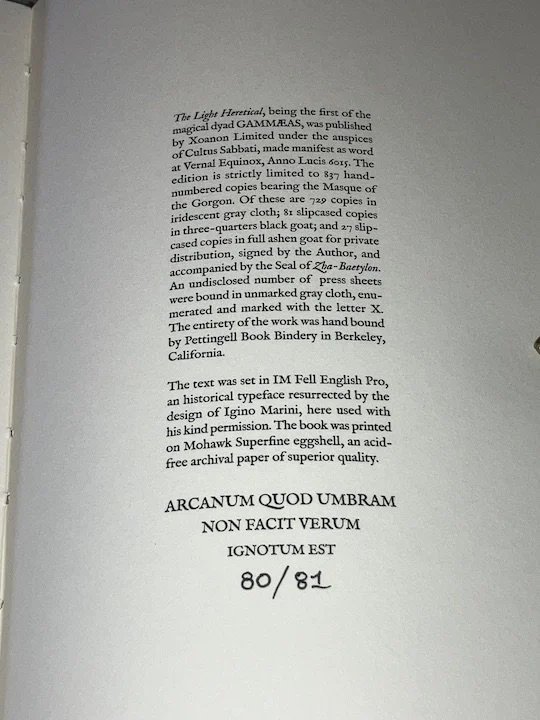 The Light Heretical, being the first of the
magical dyad GAMMÆAS, was published
by Xoanon Limited under the auspices
of Cultus Sabbati, made manifest as word
at Vernal Equinox, Anno Lucis 6015. The
edition is strictly limited to 837 hand-
numbered copies bearing the Masque of
the Gorgon. Of these are 729 copies in
iridescent gray cloth; 81 slipcased copies
in three-quarters black goat; and 27 slip-
cased copies in full ashen goat for private
distribution, signed by the Author, and
accompanied by the Seal of Zha-Baetylon.
An undisclosed number of press sheets
were bound in unmarked gray cloth, enu-
merated and marked with the letter X.
The entirety of the work was hand bound
by Pettingell Book Bindery in Berkeley,
California.
The text was set in IM Fell English Pro,
an historical typeface resurrected by the
design of Igino Marini, here used with
his kind permission. The book was printed
on Mohawk Superfine eggshell, an acid-
free archival paper of superior quality.
ARCANUM QUOD UMBRAM
NON FACIT VERUM
IGNOTUM EST
80/81